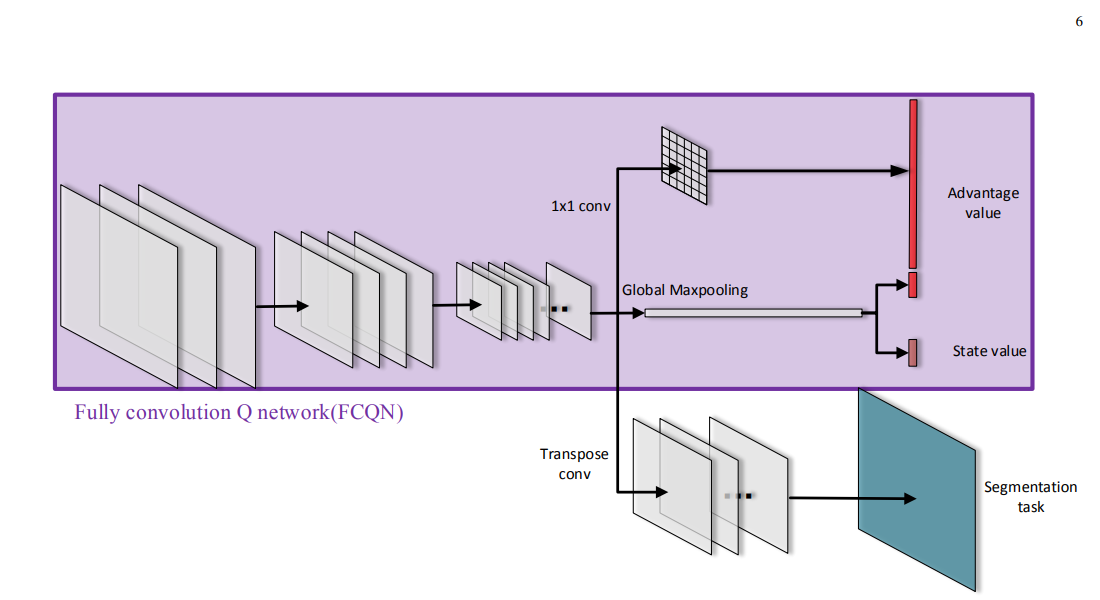 6
1x1 conv
Advantage
value
Global Maxpooling
State value
Fully convolution Q network(FCQN)
Transpose
conv
Segmentation
task